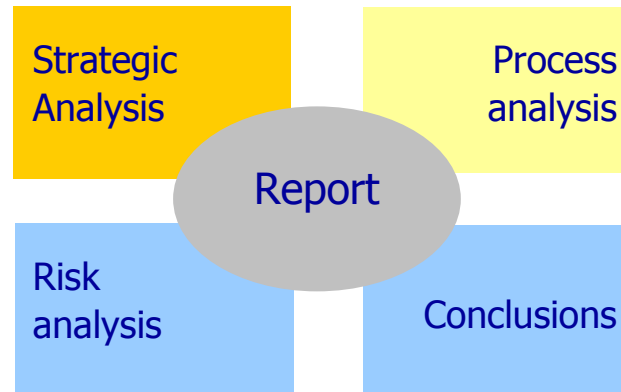 Strategic
Analysis
Process
analysis
Report
Risk
analysis
Conclusions